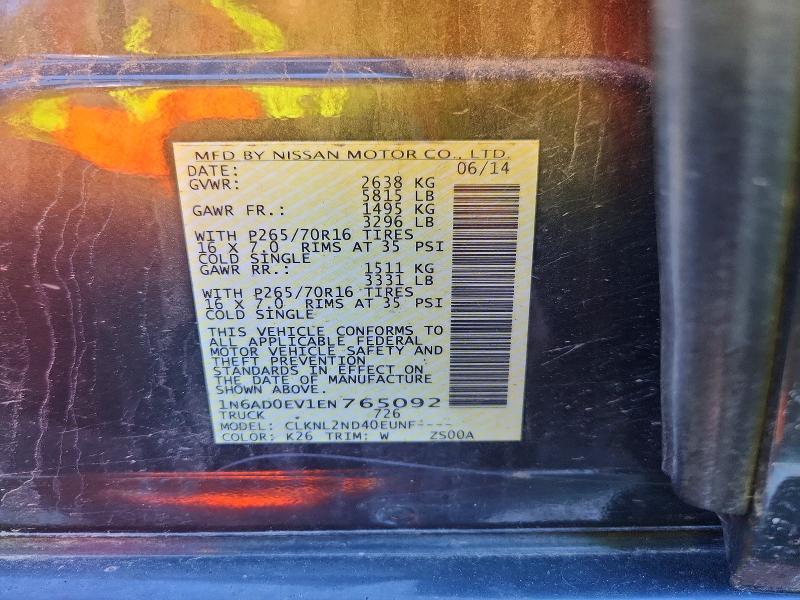 MFD BY NISSAN MOTOR CO., LTD.
DATE: 06/14
GVWR: 2638 KG
5815 LB
GAWR FR.: 1495 KG
3296 LB
WITH P265/70R16 TIRES
16 X 7.0 RIMS AT 35 PSI
COLD SINGLE
GAWR RR.: 1511 KG
3331 LB
WITH P265/70R16 TIRES
16 X 7.0 RIMS AT 35 PSI
COLD SINGLE
THIS VEHICLE CONFORMS TO
ALL APPLICABLE FEDERAL
MOTOR VEHICLE SAFETY AND
THEFT PREVENTION
STANDARDS IN EFFECT ON
THE DATE OF MANUFACTURE
SHOWN ABOVE.
1N6AD0EV1EN765092
TRUCK 726
MODEL: CLKNL2ND40EUNF----
COLOR: K26 TRIM: W ZS00A